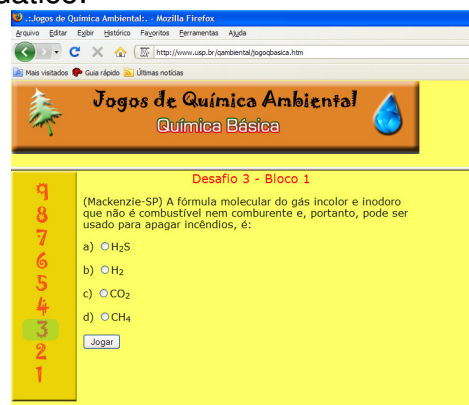 .:Jogos de Química Ambiental:. - Mozilla Firefox
Arquivo Editar Exibir Histórico Favoritos Ferramentas Ajuda
http://www.usp.br/qambiental/jogoqbasica.htm
Mais visitados Guia rápido Últimas notícias
Jogos de Química Ambiental
Química Básica
Desafio 3 - Bloco 1
(Mackenzie-SP) A fórmula molecular do gás incolor e inodoro
que não é combustível nem comburente e, portanto, pode ser
usado para apagar incêndios, é:
a) H₂S
b) H₂
c) CO₂
d) CH₄
Jogar
9
8
7
6
5
4
3
2
1